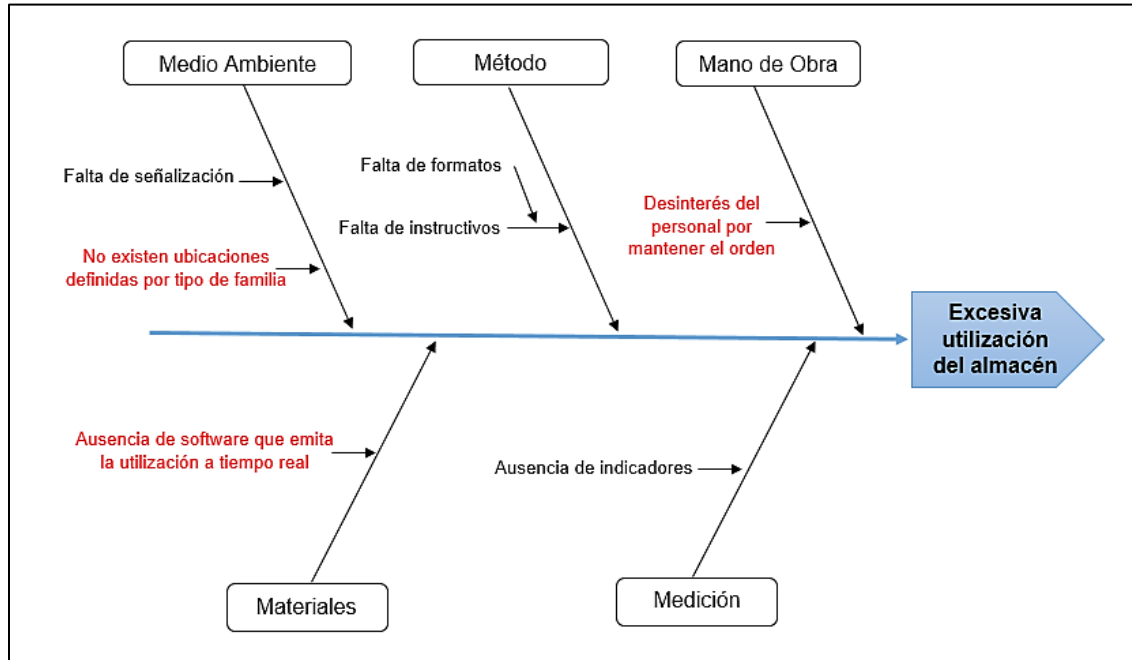 Medio Ambiente
Método
Mano de Obra
Falta de señalización
Falta de formatos
Falta de instructivos
Desinterés del
personal por
mantener el orden
No existen ubicaciones
definidas por tipo de familia
Excesiva
utilización
del almacén
Ausencia de software que emita
la utilización a tiempo real
Ausencia de indicadores
Materiales
Medición